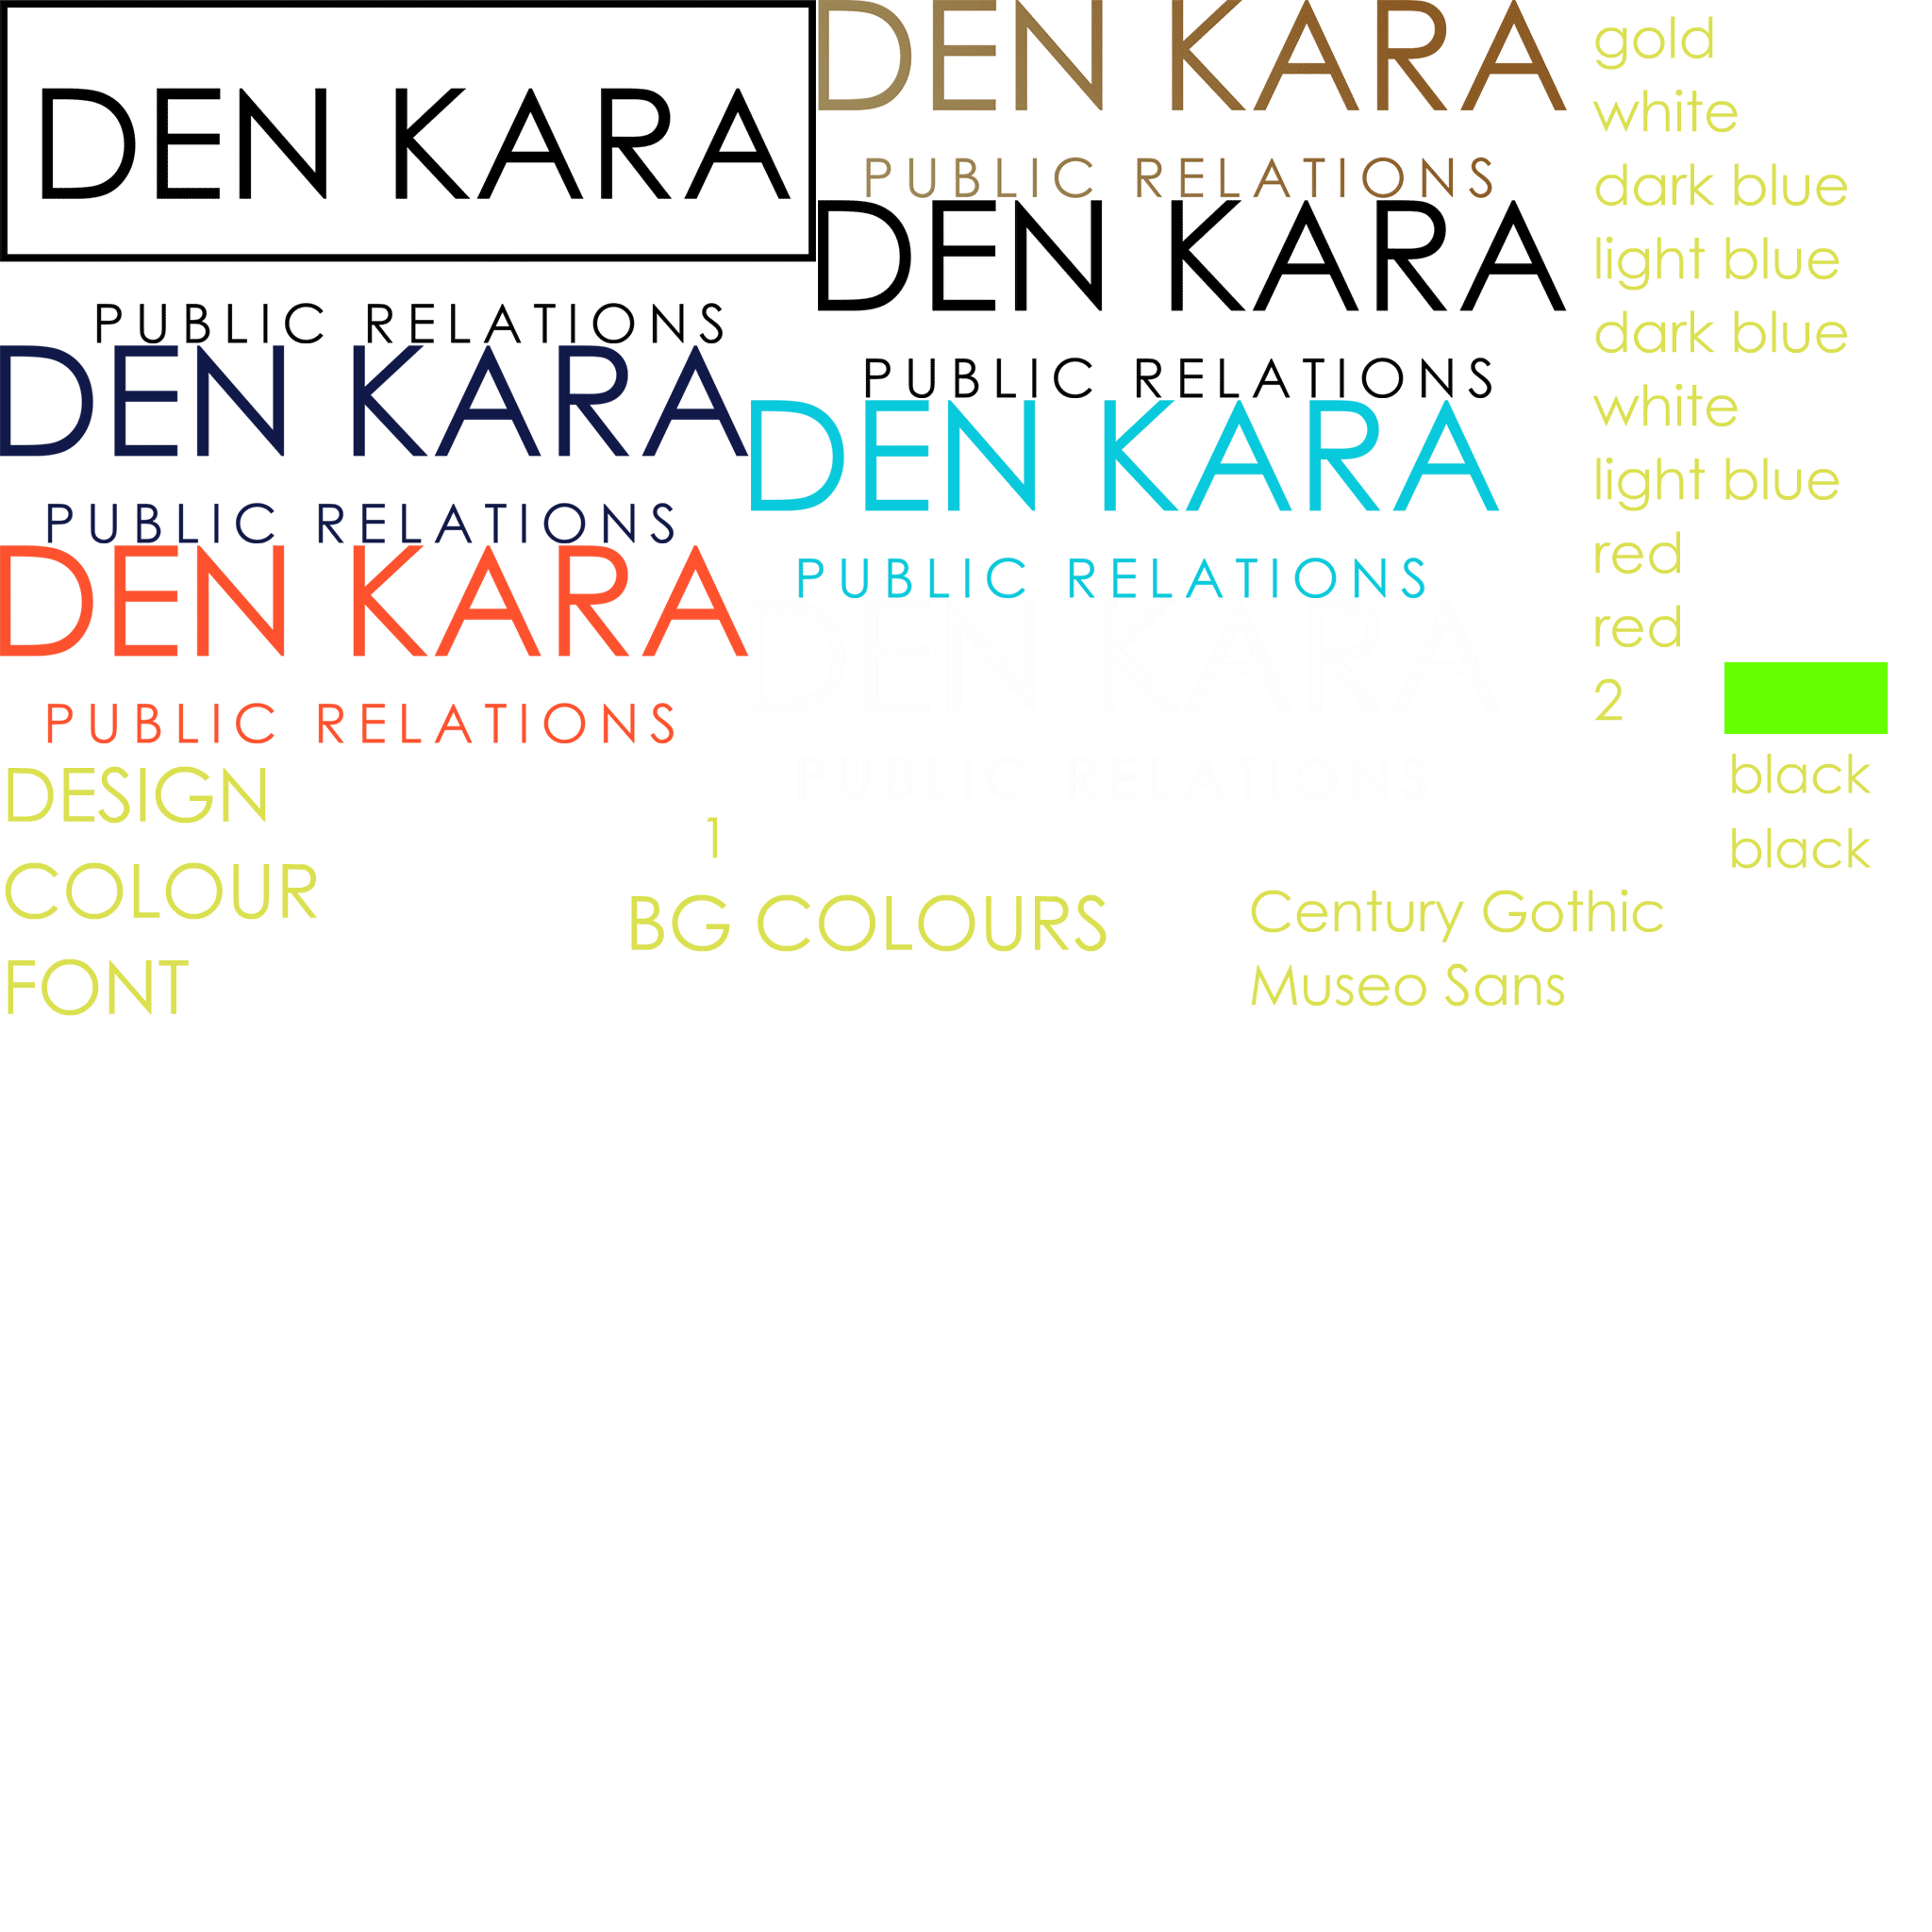 DEN KARA
PUBLIC RELATIONS
DEN KARA
PUBLIC RELATIONS
DEN KARA
PUBLIC RELATIONS
DEN KARA
PUBLIC RELATIONS
DEN KARA
PUBLIC RELATIONS
DEN KARA
PUBLIC RELATIONS
DEN KARA
PUBLIC RELATIONS
gold
white
dark blue
light blue
dark blue
white
light blue
red
red
2
black
black
DESIGN
COLOUR
FONT
1
BG COLOURS
Century Gothic
Museo Sans